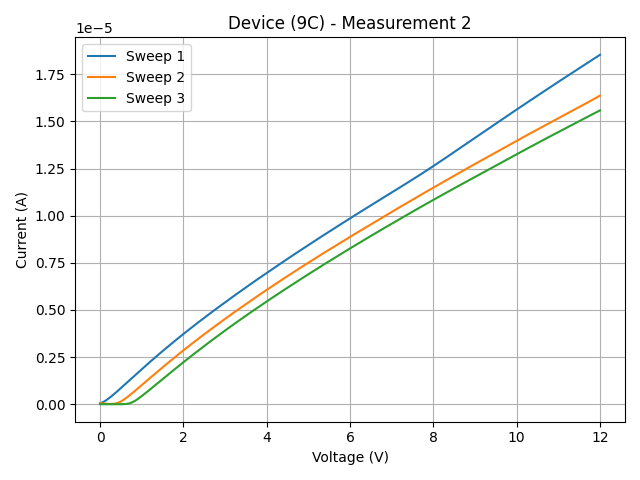 Device (9C) - Measurement 2
1e−5
Sweep 1
Sweep 2
Sweep 3
1.75
1.50
1.25
1.00
0.75
0.50
0.25
0.00
Current (A)
0 2 4 6 8 10 12
Voltage (V)